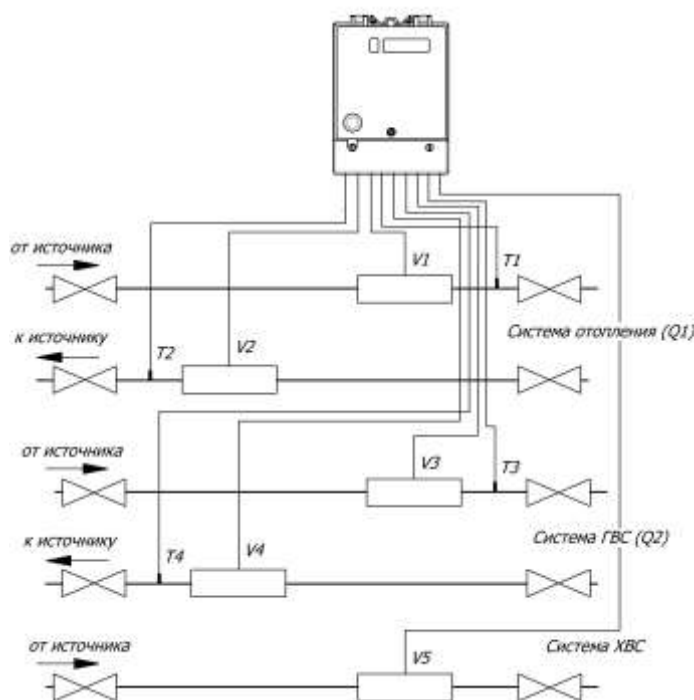 от источника
V1
T1
к источнику
T2
V2
Система отопления (Q1)
от источника
V3
T3
к источнику
T4
V4
Система ГВС (Q2)
от источника
V5
Система ХВС